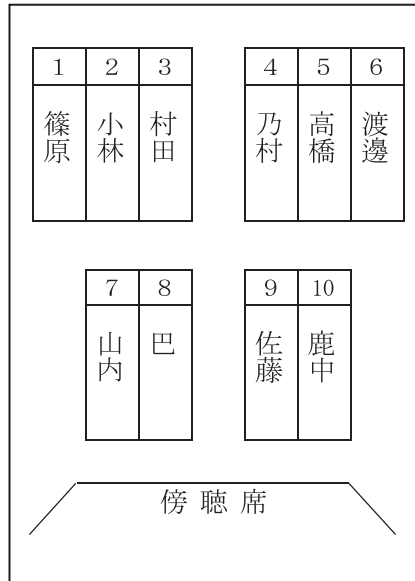 1 2 3
篠原 小林 村田
4 5 6
乃村 高橋 渡邊
7 8
山内 巴
9 10
佐藤 鹿中
傍聴席